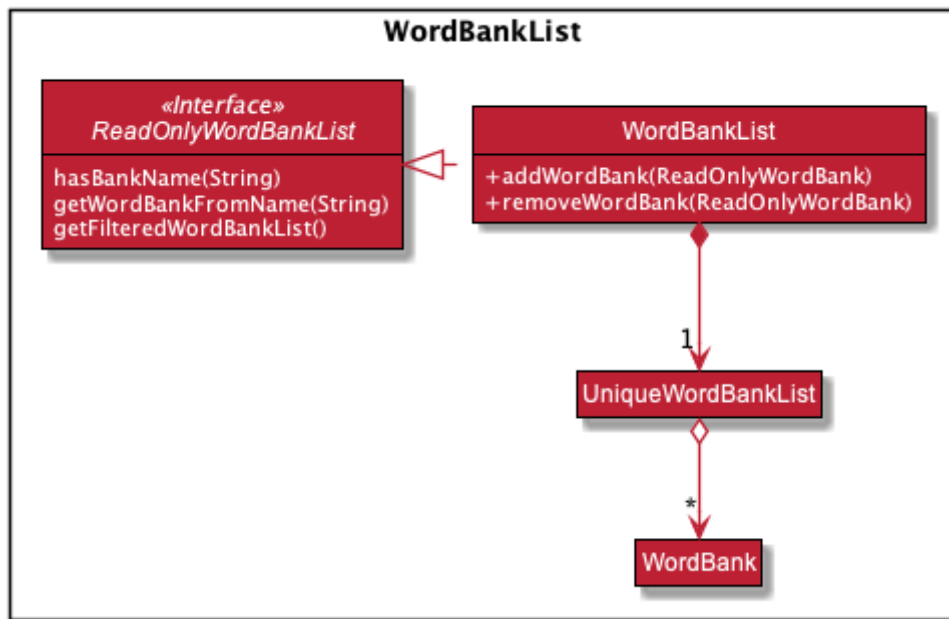 WordBankList
«Interface»
ReadOnlyWordBankList
hasBankName(String)
getWordBankFromName(String)
getFilteredWordBankList()
WordBankList
+addWordBank(ReadOnlyWordBank)
+removeWordBank(ReadOnlyWordBank)
1
UniqueWordBankList
*
WordBank